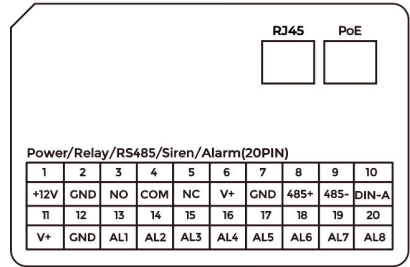 RJ45 PoE
Power/Relay/RS485/Siren/Alarm(20PIN)
1 2 3 4 5 6 7 8 9 10
+12V GND NO COM NC V+ GND 485+ 485- DIN-A
11 12 13 14 15 16 17 18 19 20
V+ GND AL1 AL2 AL3 AL4 AL5 AL6 AL7 AL8